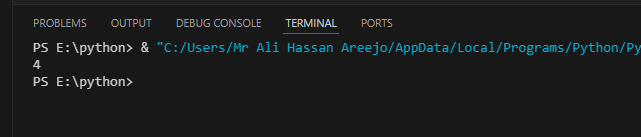 PROBLEMS OUTPUT DEBUG CONSOLE TERMINAL PORTS
PS E:\python> & "C:/Users/Mr Ali Hassan Areejo/AppData/Local/Programs/Python/Py
4
PS E:\python>